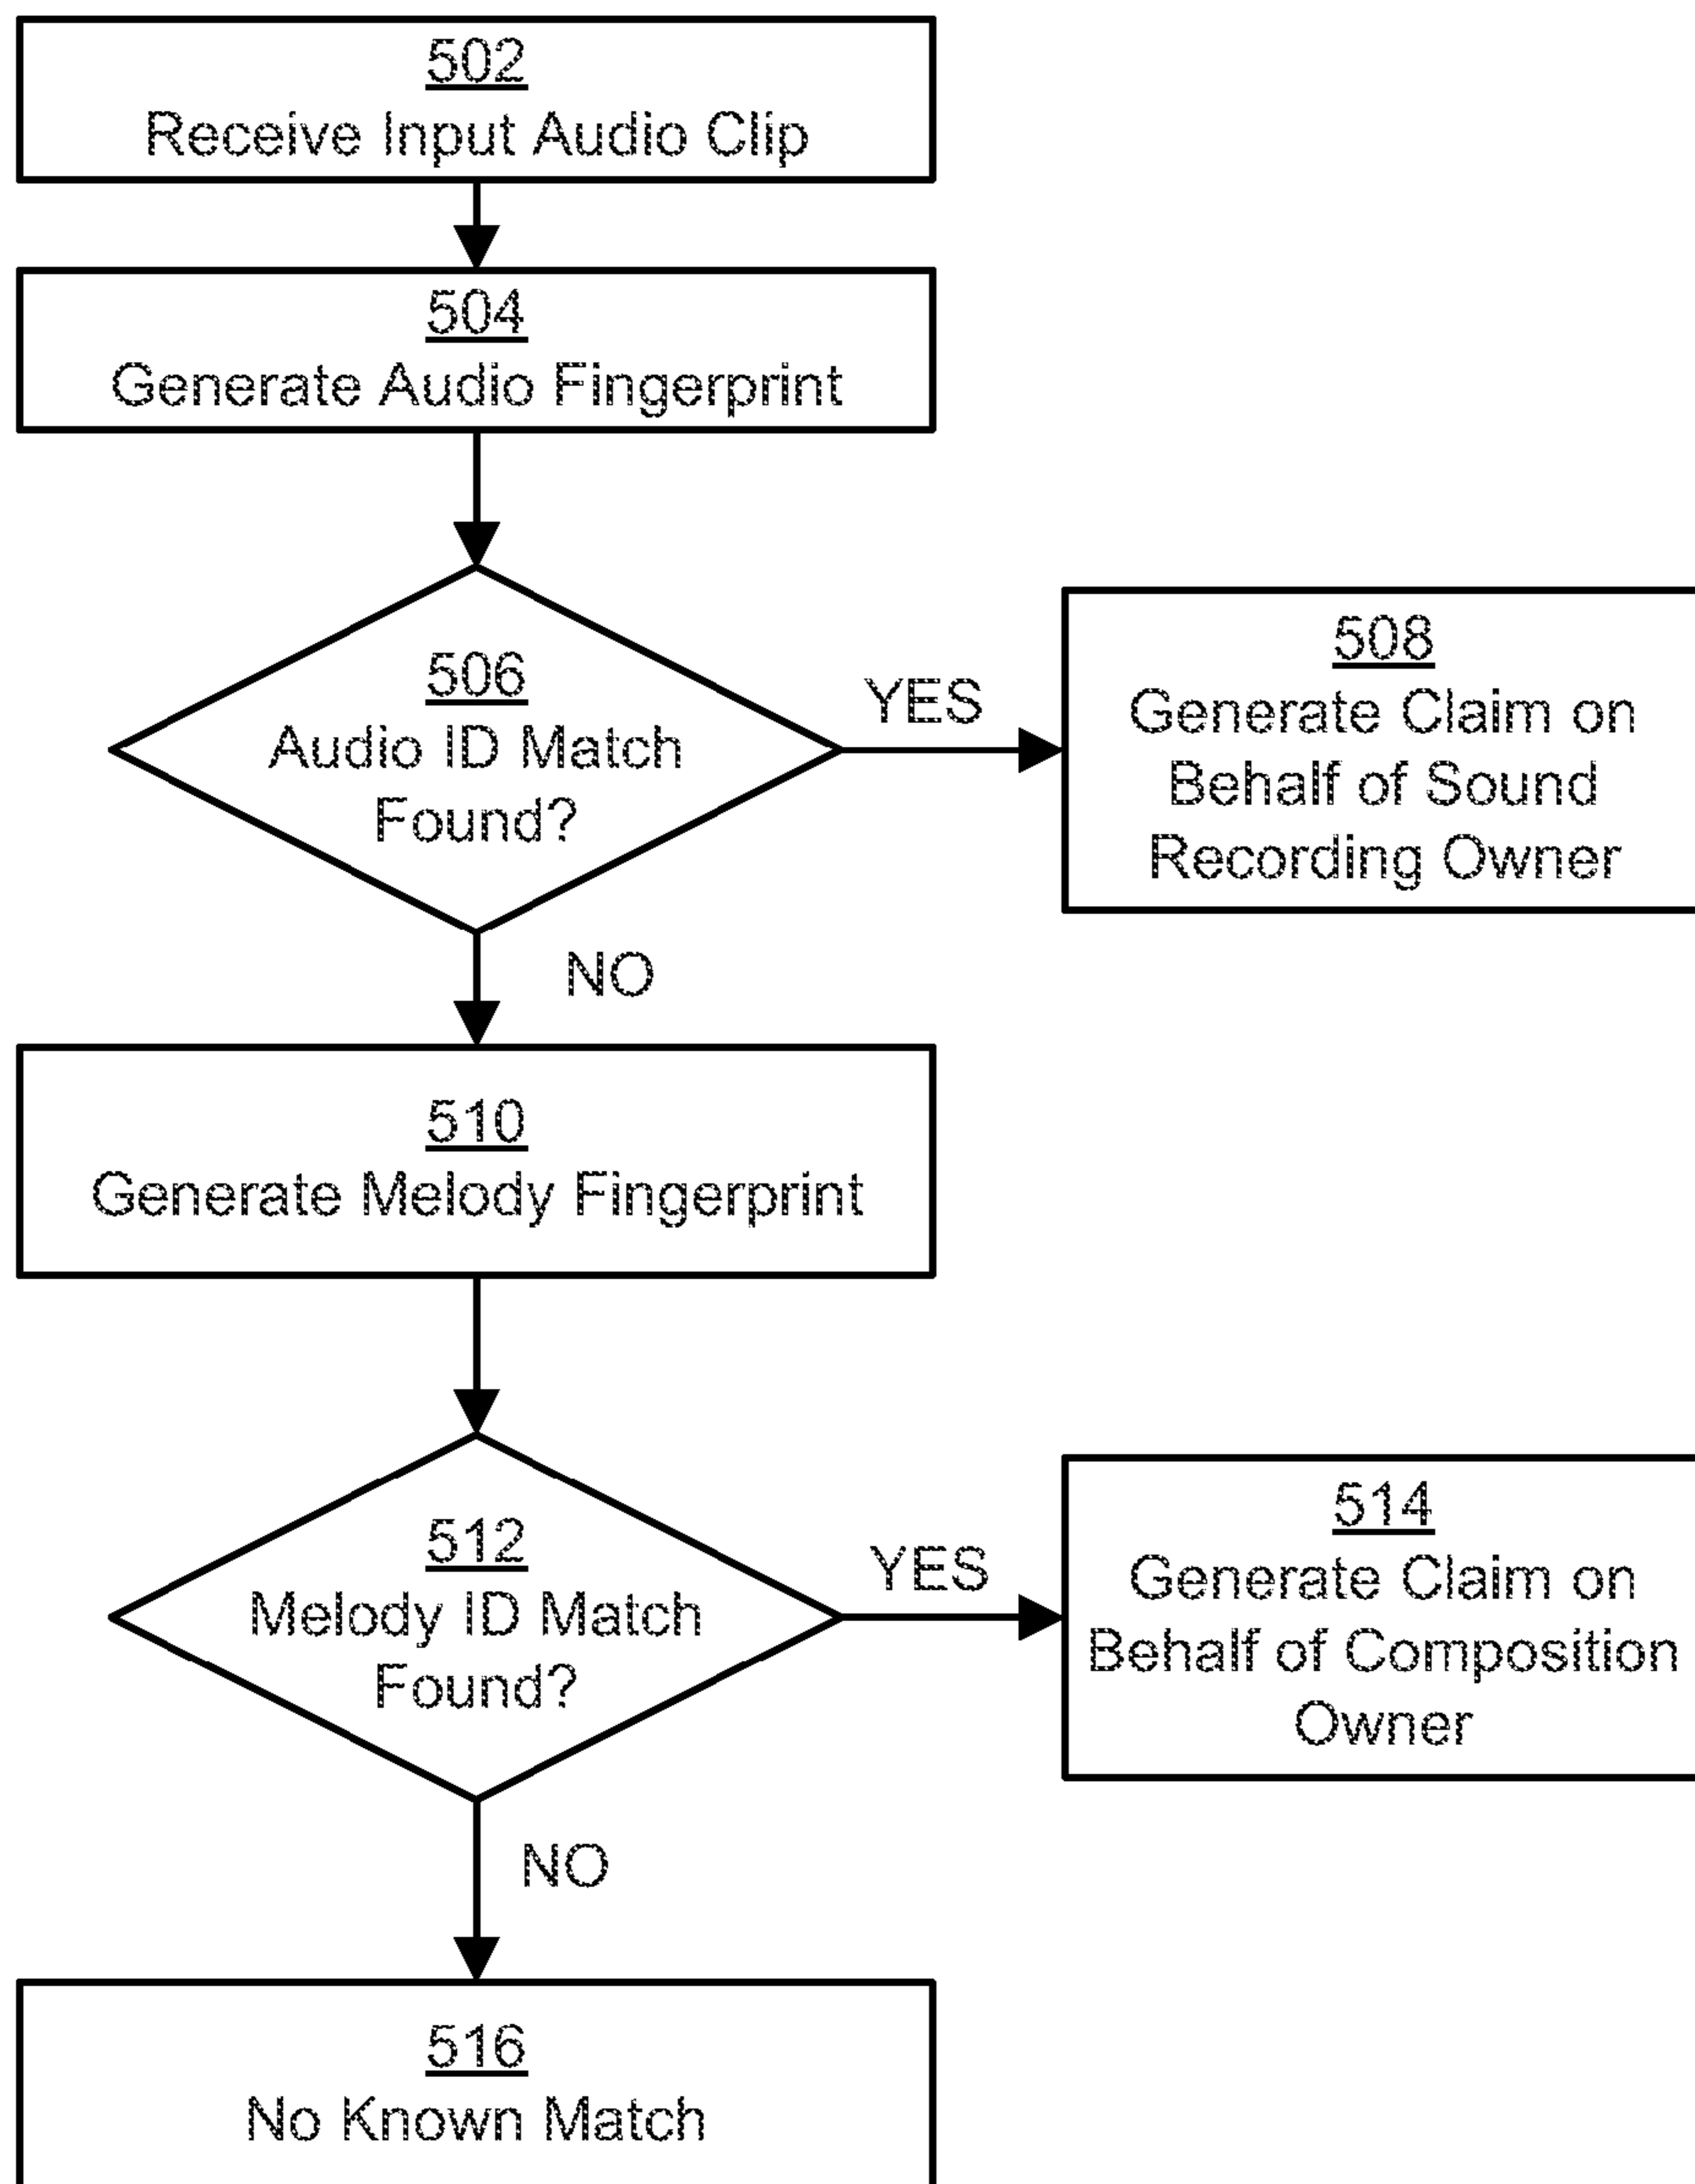 502
Receive Input Audio Clip
504
Generate Audio Fingerprint
506
Audio ID Match
Found?
YES
508
Generate Claim on
Behalf of Sound
Recording Owner
NO
510
Generate Melody Fingerprint
512
Melody ID Match
Found?
YES
514
Generate Claim on
Behalf of Composition
Owner
NO
516
No Known Match